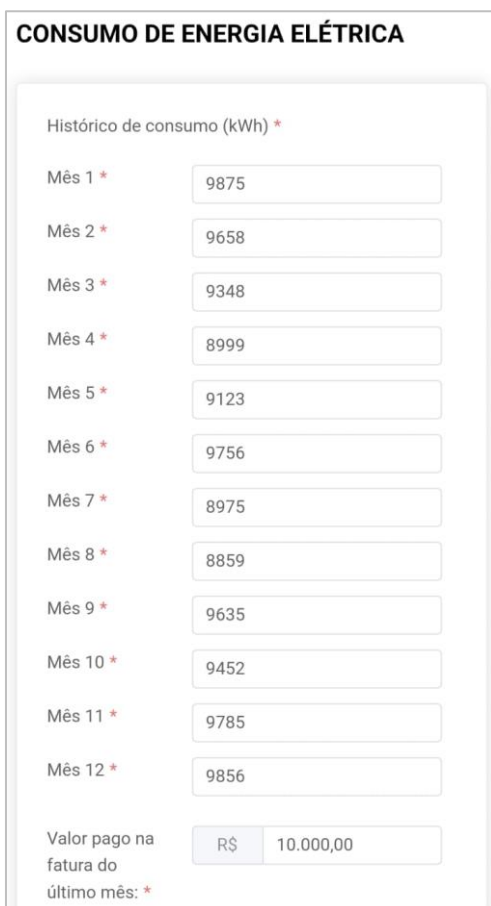 CONSUMO DE ENERGIA ELÉTRICA
Histórico de consumo (kWh) *
Mês 1 * 9875
Mês 2 * 9658
Mês 3 * 9348
Mês 4 * 8999
Mês 5 * 9123
Mês 6 * 9756
Mês 7 * 8975
Mês 8 * 8859
Mês 9 * 9635
Mês 10 * 9452
Mês 11 * 9785
Mês 12 * 9856
Valor pago na R$ 10.000,00
fatura do
último mês: *